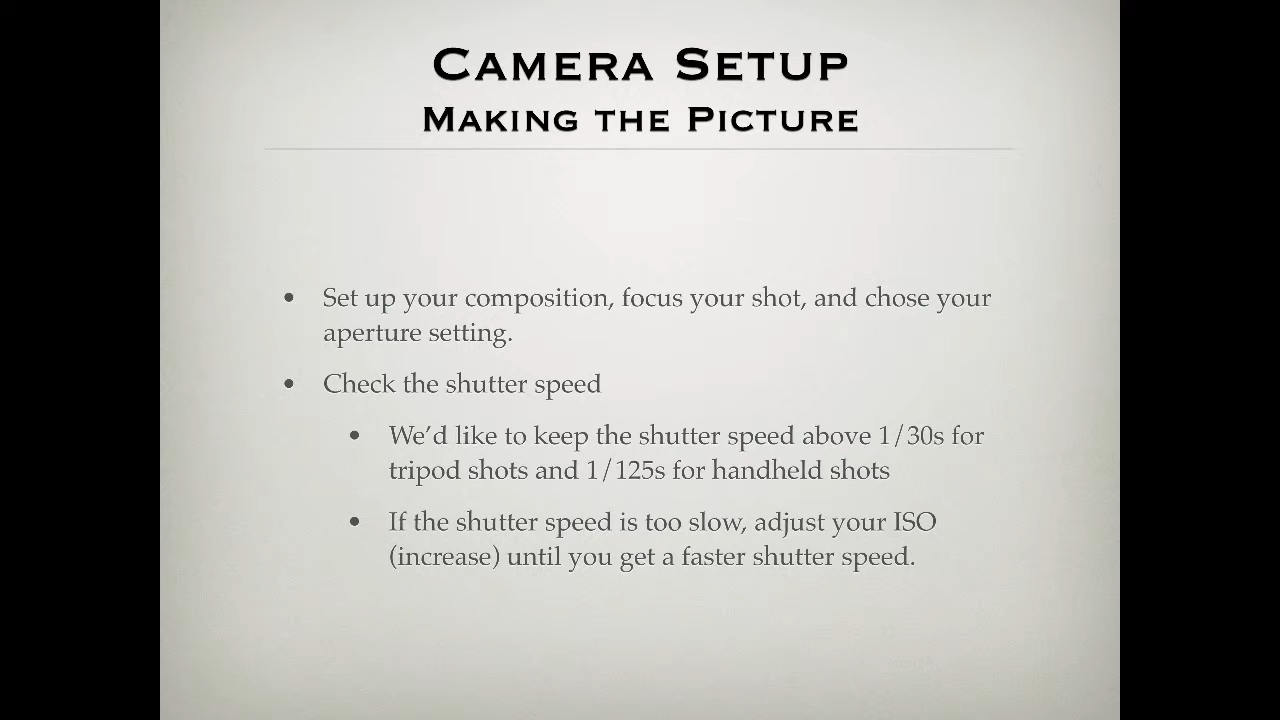 Camera Setup
Making the Picture
• Set up your composition, focus your shot, and chose your
aperture setting.
• Check the shutter speed
• We’d like to keep the shutter speed above 1/30s for
tripod shots and 1/125s for handheld shots
• If the shutter speed is too slow, adjust your ISO
(increase) until you get a faster shutter speed.